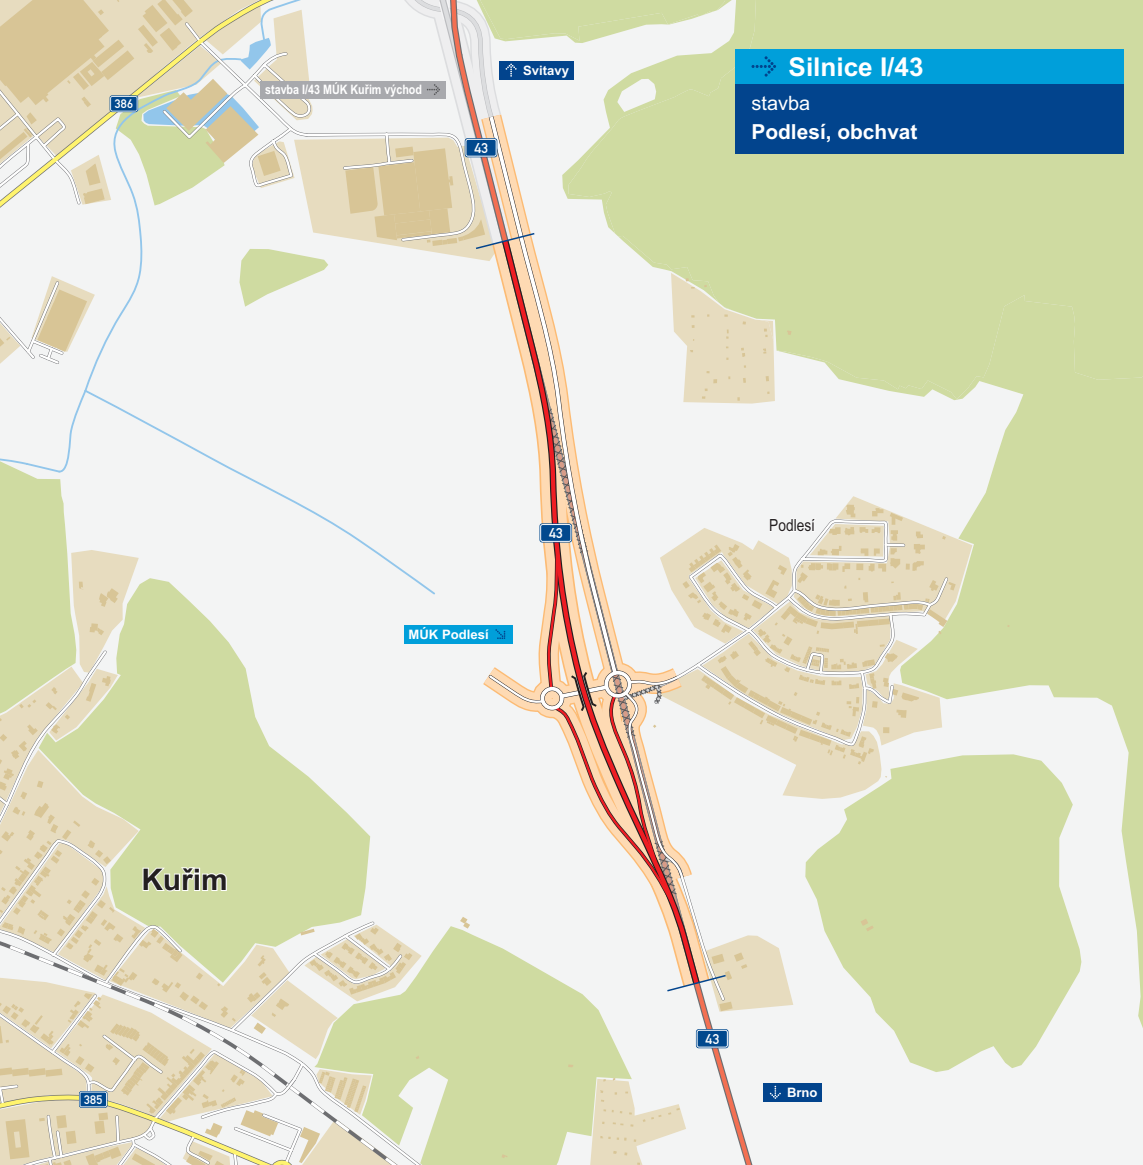 Svitavy
Silnice I/43
stavba
Podlesí, obchvat
stavba I/43 MÚK Kuřim východ
386
43
Podlesí
43
MÚK Podlesí
Kuřim
43
Brno
385